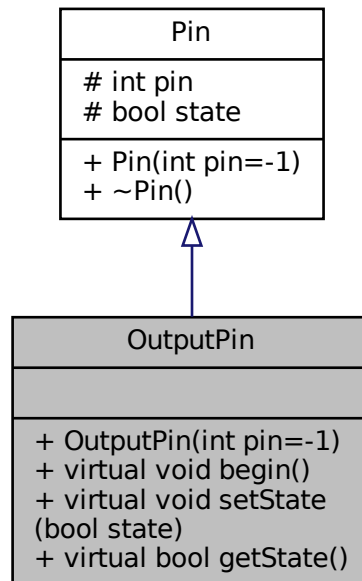 Pin
# int pin
# bool state
+ Pin(int pin=-1)
+ ~Pin()
OutputPin
+ OutputPin(int pin=-1)
+ virtual void begin()
+ virtual void setState
(bool state)
+ virtual bool getState()